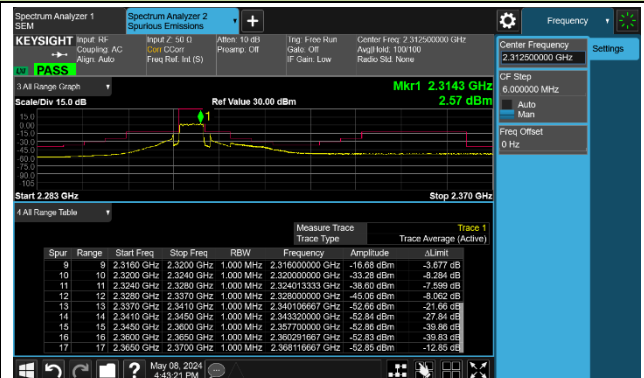 Spectrum Analyzer 1
SEM
Spectrum Analyzer 2
Spurious Emissions
Frequency
KEYSIGHT
Input: RF
Coupling: AC
Align: Auto
Input Z: 50 Ω
Corr CCorr
Freq Ref: Int (S)
Atten: 10 dB
Preamp: Off
Trig: Free Run
Gate: Off
IF Gain: Low
Center Freq: 2.312500000 GHz
Avg|Hold: 100/100
Radio Std: None
PASS
Center Frequency
2.312500000 GHz
Settings
CF Step
6.000000 MHz
Auto
Man
Freq Offset
0 Hz
3 All Range Graph
Mkr1 2.3143 GHz
Scale/Div 15.0 dB
Ref Value 30.00 dBm
2.57 dBm
1
15.0
0.00
-15.0
-30.0
-45.0
-60.0
-75.0
-90.0
-105
Start 2.283 GHz
Stop 2.370 GHz
4 All Range Table
Measure Trace Trace 1
Trace Type Trace Average (Active)
Spur Range Start Freq Stop Freq RBW Frequency Amplitude ΔLimit
9 9 2.3160 GHz 2.3200 GHz 1.000 MHz 2.316000000 GHz -16.68 dBm -3.677 dB
10 10 2.3200 GHz 2.3240 GHz 1.000 MHz 2.320000000 GHz -33.28 dBm -8.284 dB
11 11 2.3240 GHz 2.3280 GHz 1.000 MHz 2.324013333 GHz -38.60 dBm -7.599 dB
12 12 2.3280 GHz 2.3370 GHz 1.000 MHz 2.328000000 GHz -45.06 dBm -8.062 dB
13 13 2.3370 GHz 2.3410 GHz 1.000 MHz 2.340106667 GHz -52.66 dBm -21.66 dB
14 14 2.3410 GHz 2.3450 GHz 1.000 MHz 2.343320000 GHz -52.84 dBm -27.84 dB
15 15 2.3450 GHz 2.3600 GHz 1.000 MHz 2.357700000 GHz -52.86 dBm -39.86 dB
16 16 2.3600 GHz 2.3650 GHz 1.000 MHz 2.360291667 GHz -52.83 dBm -39.83 dB
17 17 2.3650 GHz 2.3700 GHz 1.000 MHz 2.368116667 GHz -52.85 dBm -12.85 dB
May 08, 2024
4:43:21 PM